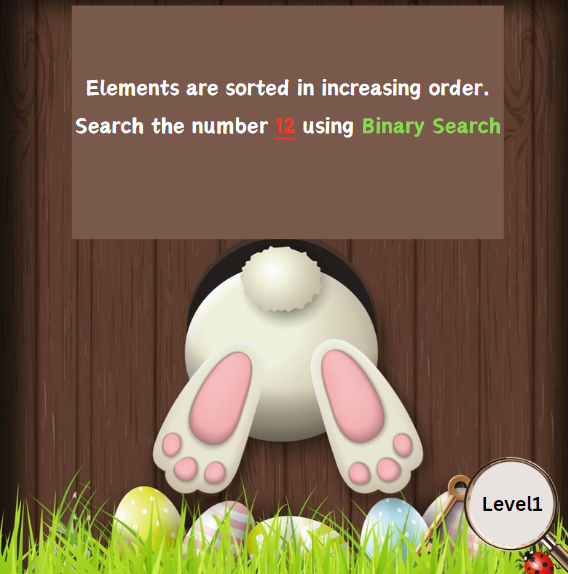 Elements are sorted in increasing order.
Search the number 12 using Binary Search
Level1